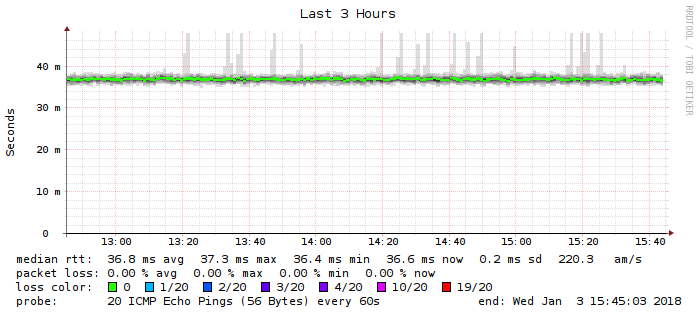 Last 3 Hours
RRDTOOL / TOBI OETIKER
Seconds
40 m
30 m
20 m
10 m
0
13:00 13:20 13:40 14:00 14:20 14:40 15:00 15:20 15:40
median rtt: 36.8 ms avg 37.3 ms max 36.4 ms min 36.6 ms now 0.2 ms sd 220.3 am/s
packet loss: 0.00 % avg 0.00 % max 0.00 % min 0.00 % now
loss color: 0 1/20 2/20 3/20 4/20 10/20 19/20
probe: 20 ICMP Echo Pings (56 Bytes) every 60s end: Wed Jan 3 15:45:03 2018